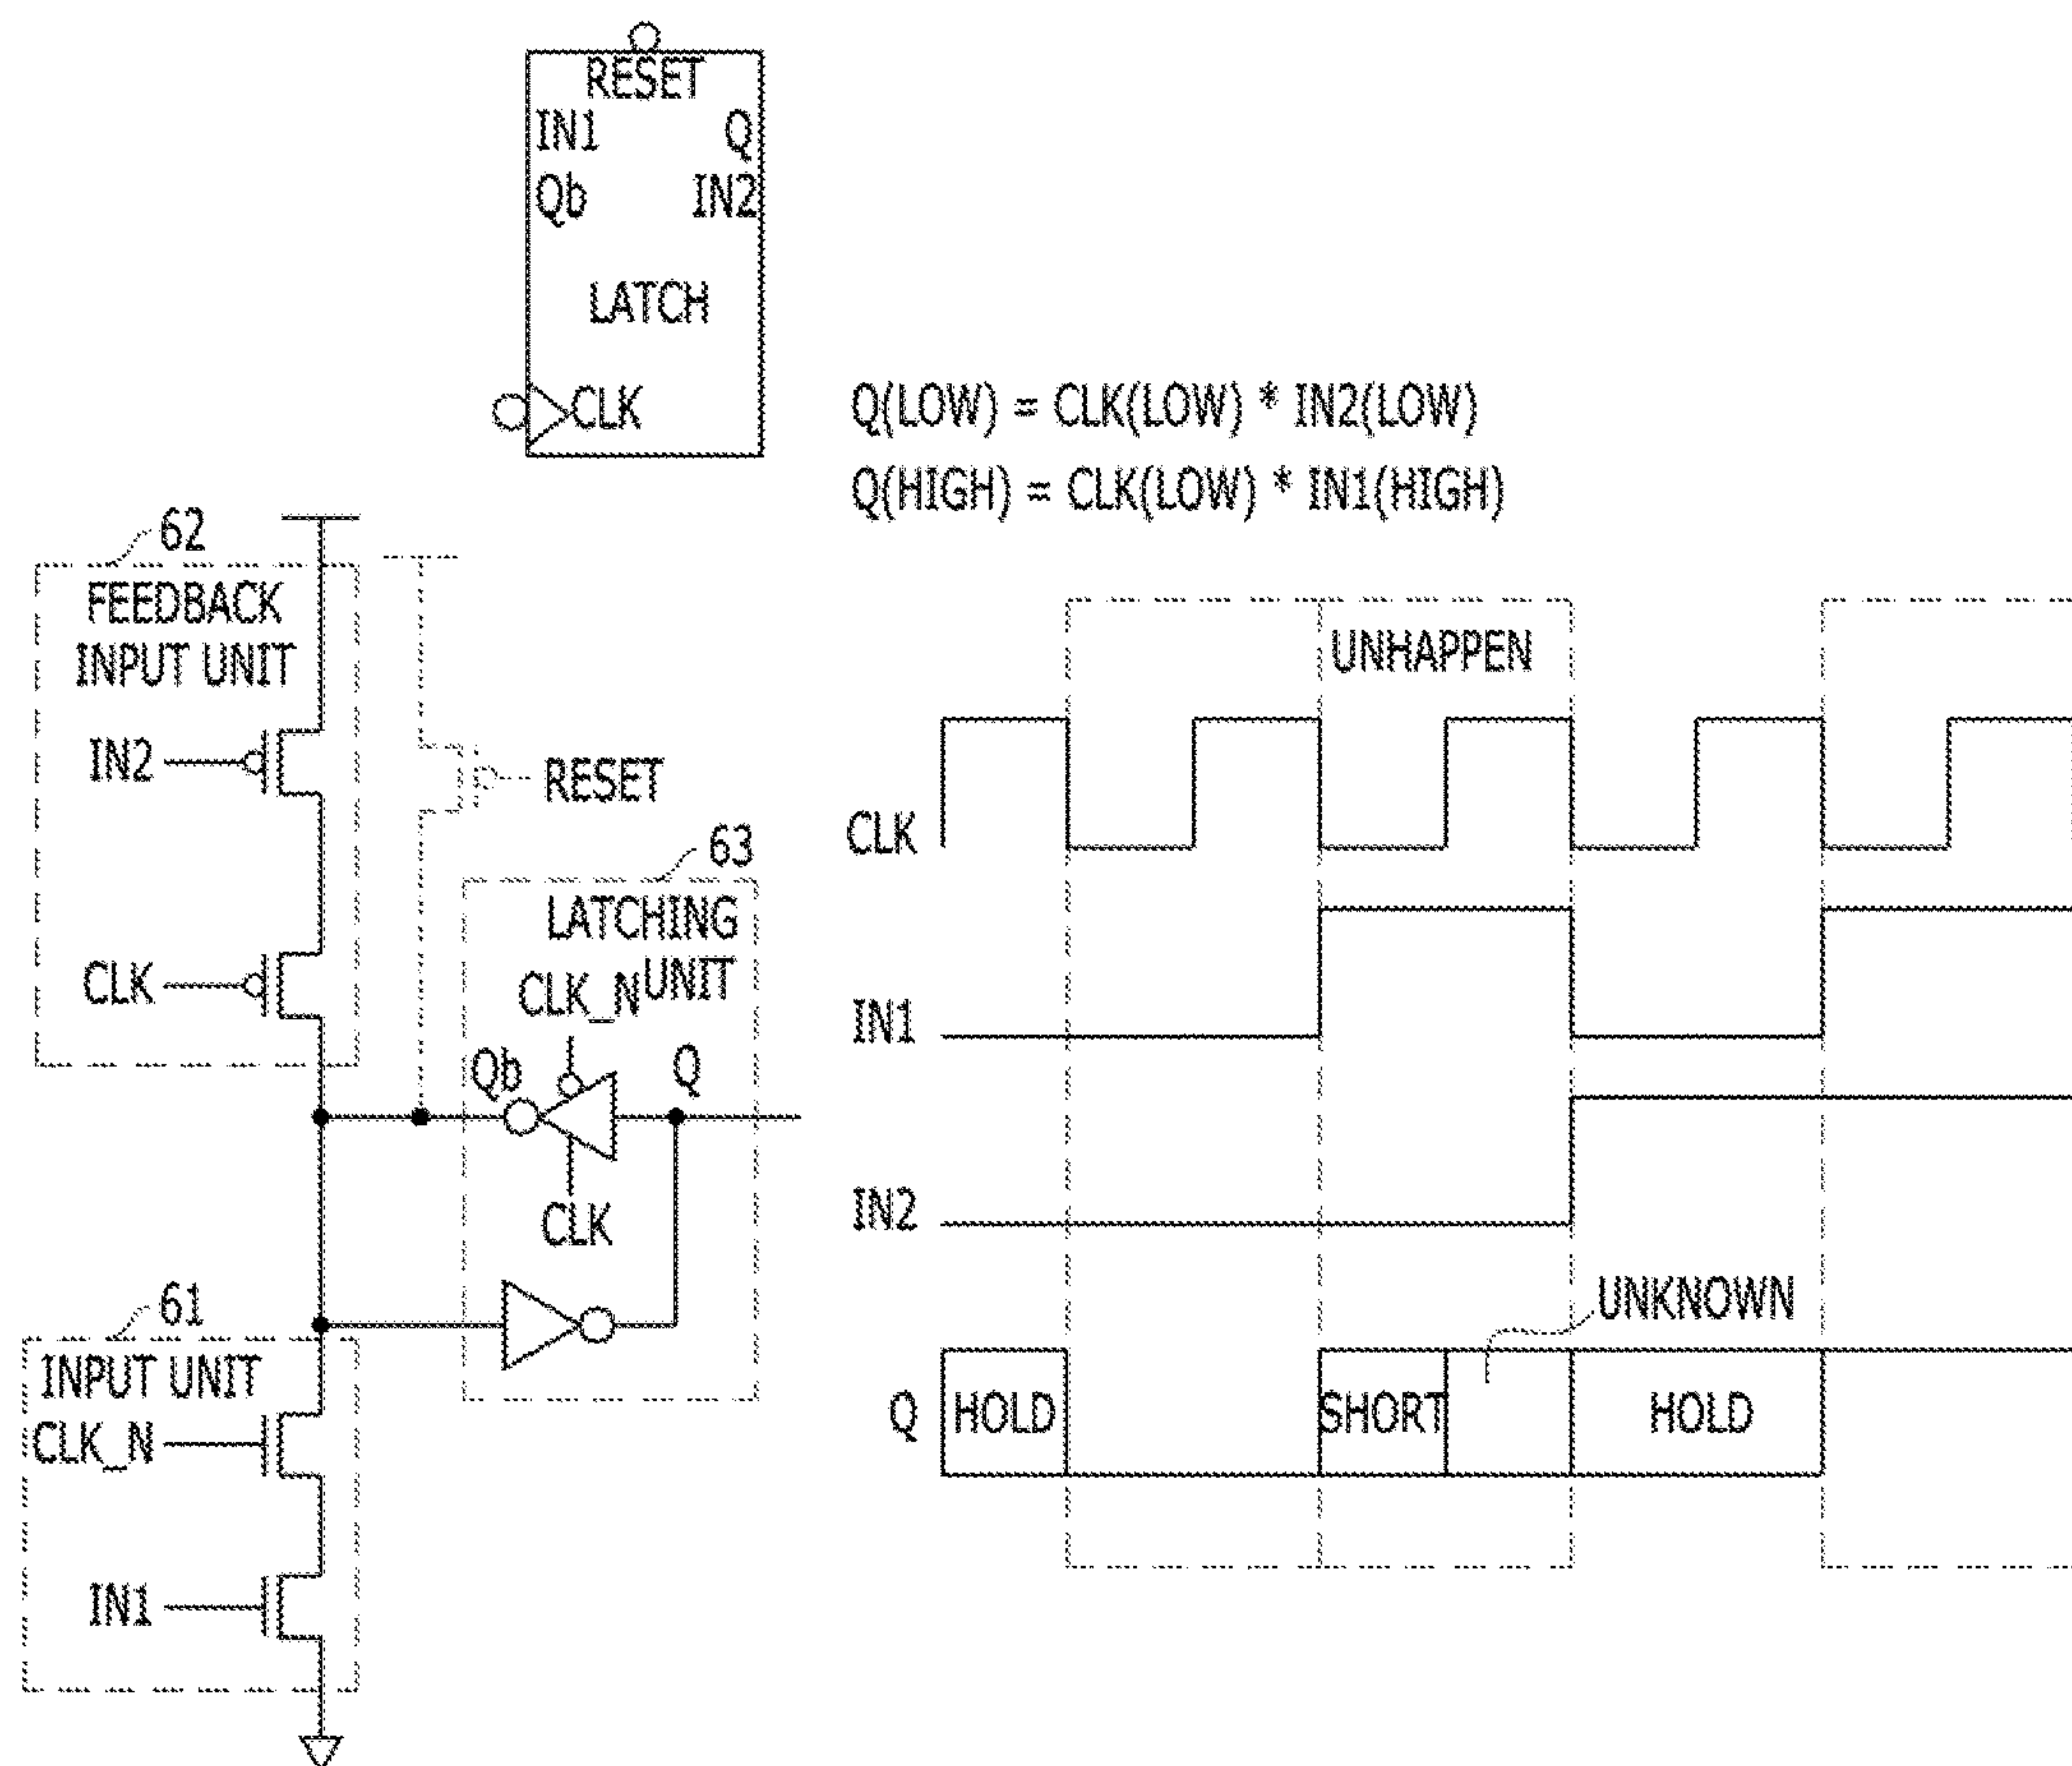 RESET
IN1 Q
Qb IN2
LATCH
CLK
Q(LOW) = CLK(LOW) * IN2(LOW)
Q(HIGH) = CLK(LOW) * IN1(HIGH)
62
FEEDBACK
INPUT UNIT
IN2
CLK
RESET
63
LATCHING
UNIT
CLK_N
Qb
Q
CLK
61
INPUT UNIT
CLK_N
IN1
UNHAPPEN
CLK
IN1
IN2
UNKNOWN
Q
HOLD
SHORT
HOLD